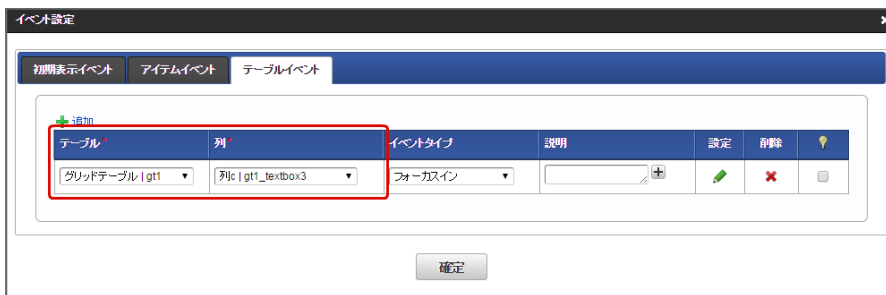 イベント設定
初期表示イベント アイテムイベント テーブルイベント
追加
テーブル* 列* イベントタイプ 説明 設定 削除
グリッドテーブル | gt1 列c | gt1_textbox3 フォーカスイン
確定